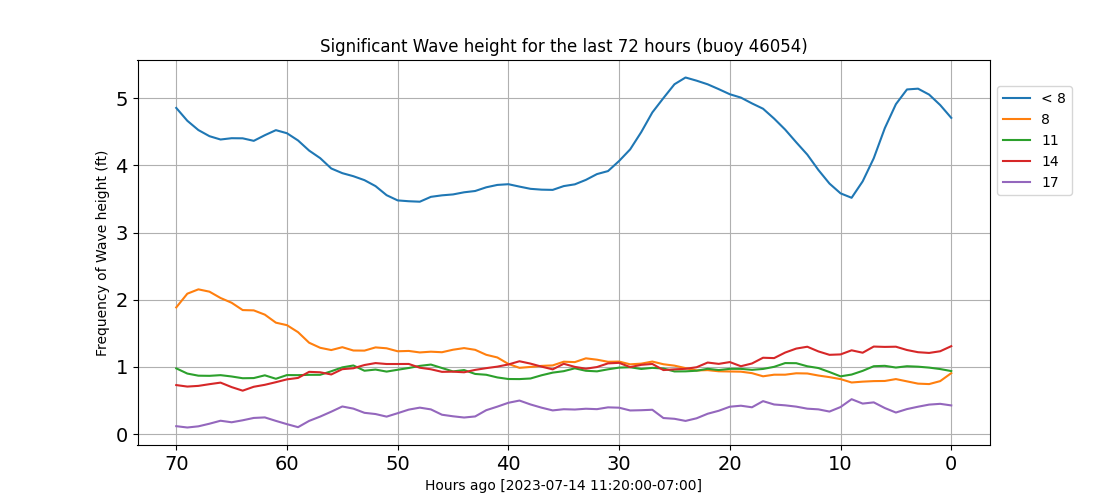 Significant Wave height for the last 72 hours (buoy 46054)
Frequency of Wave height (ft)
5
4
3
2
1
0
70 60 50 40 30 20 10 0
Hours ago [2023-07-14 11:20:00-07:00]
< 8
8
11
14
17